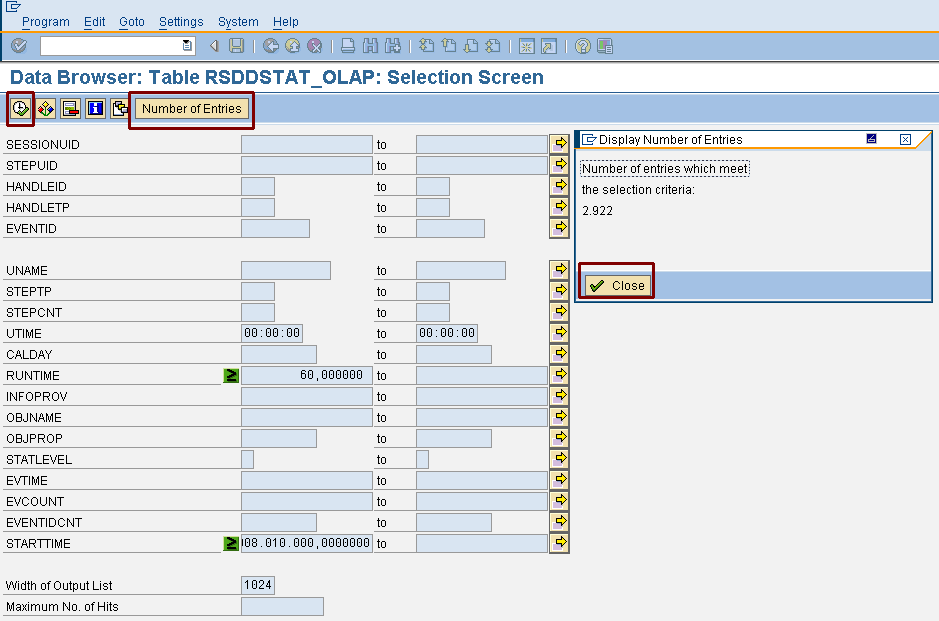 Program Edit Goto Settings System Help
Data Browser: Table RSDDSTAT_OLAP: Selection Screen
Number of Entries
SESSIONUID to
STEPUID to
HANDLEID to
HANDLETP to
EVENTID to
UNAME to
STEPTP to
STEPCNT to
UTIME 00:00:00 to 00:00:00
CALDAY to
RUNTIME ≥ 60,000000 to
INFOPROV to
OBJNAME to
OBJPROP to
STATLEVEL to
EVTIME to
EVCOUNT to
EVENTIDCNT to
STARTTIME ≥ 08.010.000,0000000 to
Width of Output List 1024
Maximum No. of Hits
Display Number of Entries
Number of entries which meet
the selection criteria:
2.922
Close